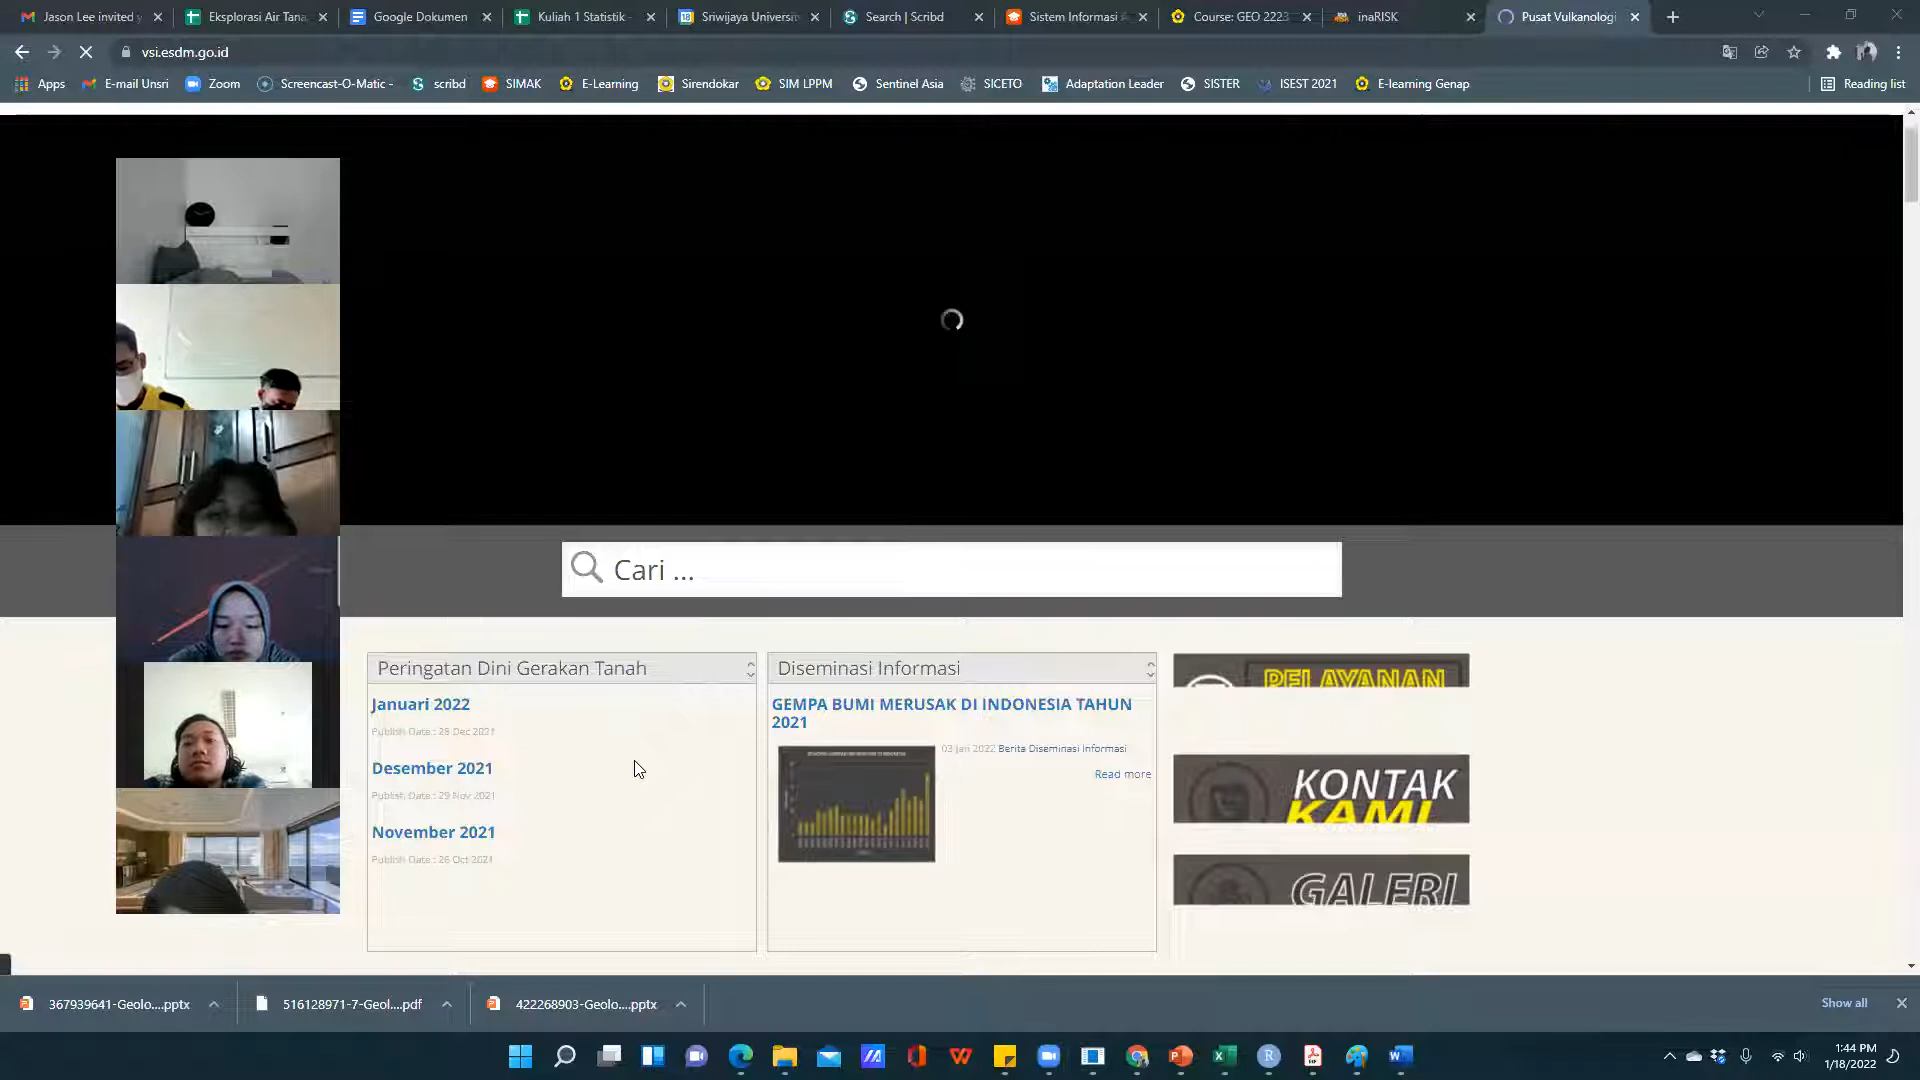 Jason Lee invited y
Eksplorasi Air Tana
Google Dokumen
Kuliah 1 Statistik
Sriwijaya Universit
Search | Scribd
Sistem Informasi A
Course: GEO 2223
inaRISK
Pusat Vulkanologi
vsi.esdm.go.id
Apps
E-mail Unsri
Zoom
Screencast-O-Matic -
scribd
SIMAK
E-Learning
Sirendokar
SIM LPPM
Sentinel Asia
SICETO
Adaptation Leader
SISTER
ISEST 2021
E-learning Genap
Reading list
Cari ...
Peringatan Dini Gerakan Tanah
Januari 2022
Publish Date : 28 Dec 2021
Desember 2021
Publish Date : 29 Nov 2021
November 2021
Publish Date : 26 Oct 2021
Diseminasi Informasi
GEMPA BUMI MERUSAK DI INDONESIA TAHUN
2021
03 Jan 2022 Berita Diseminasi Informasi
Read more
PELAYANAN
KONTAK
KAMI
GALERI
367939641-Geolo....pptx
516128971-7-Geol....pdf
422268903-Geolo....pptx
Show all
1:44 PM
1/18/2022